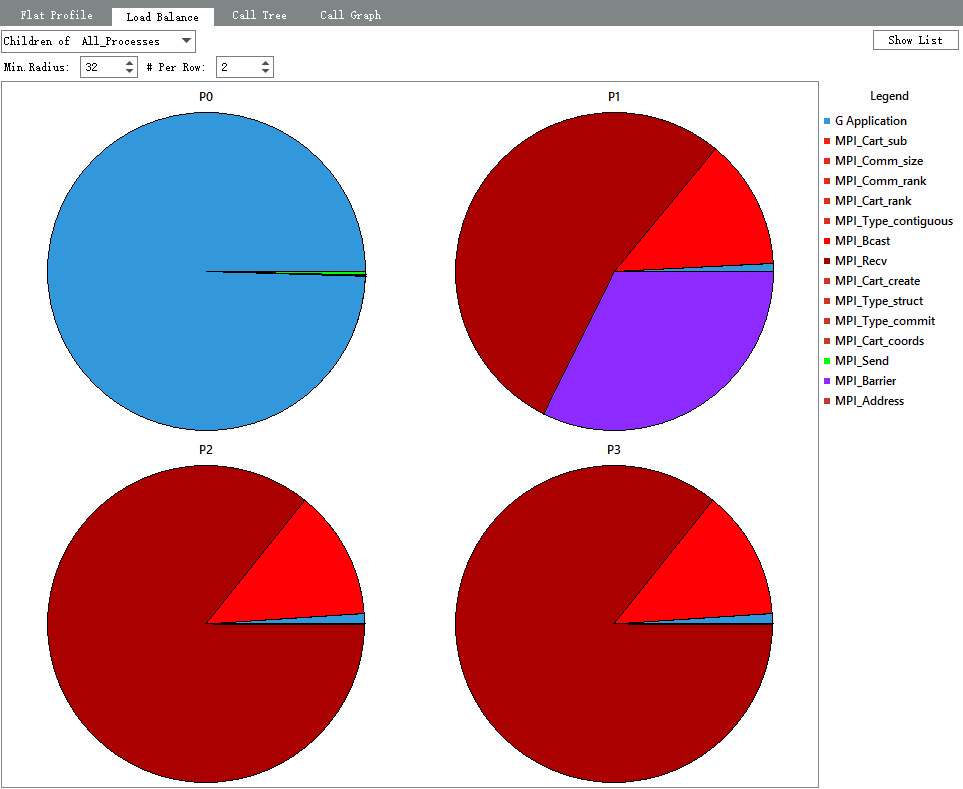 Flat Profile Load Balance Call Tree Call Graph
Children of All_Processes Show List
Min.Radius: 32 # Per Row: 2
P0 P1
P2 P3
Legend
G Application
MPI_Cart_sub
MPI_Comm_size
MPI_Comm_rank
MPI_Cart_rank
MPI_Type_contiguous
MPI_Bcast
MPI_Recv
MPI_Cart_create
MPI_Type_struct
MPI_Type_commit
MPI_Cart_coords
MPI_Send
MPI_Barrier
MPI_Address